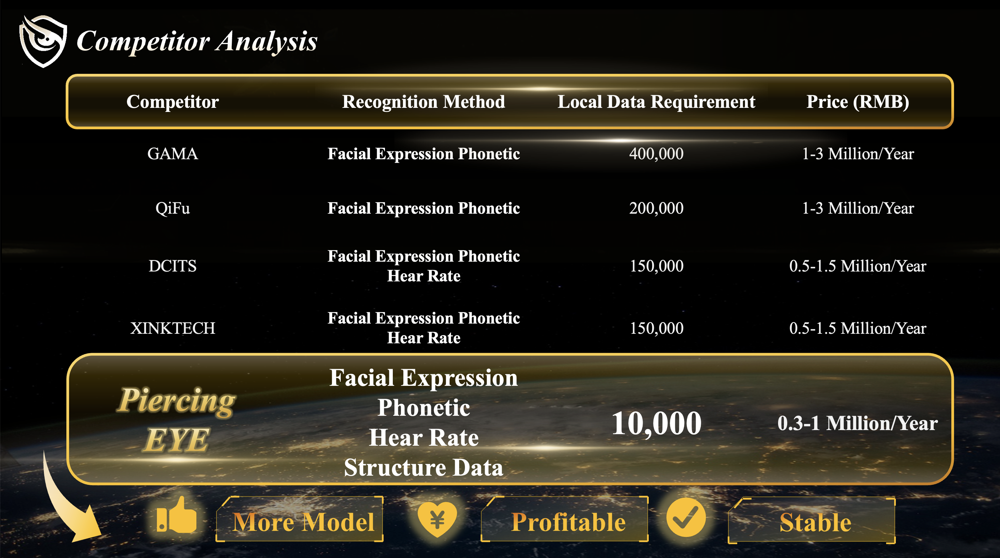 Competitor Analysis
Competitor Recognition Method Local Data Requirement Price (RMB)
GAMA Facial Expression Phonetic 400,000 1-3 Million/Year
QiFu Facial Expression Phonetic 200,000 1-3 Million/Year
DCITS Facial Expression Phonetic 150,000 0.5-1.5 Million/Year
Hear Rate
XINKTECH Facial Expression Phonetic 150,000 0.5-1.5 Million/Year
Hear Rate
Piercing
EYE
Facial Expression
Phonetic
Hear Rate
Structure Data
10,000
0.3-1 Million/Year
More Model
¥
Profitable
Stable